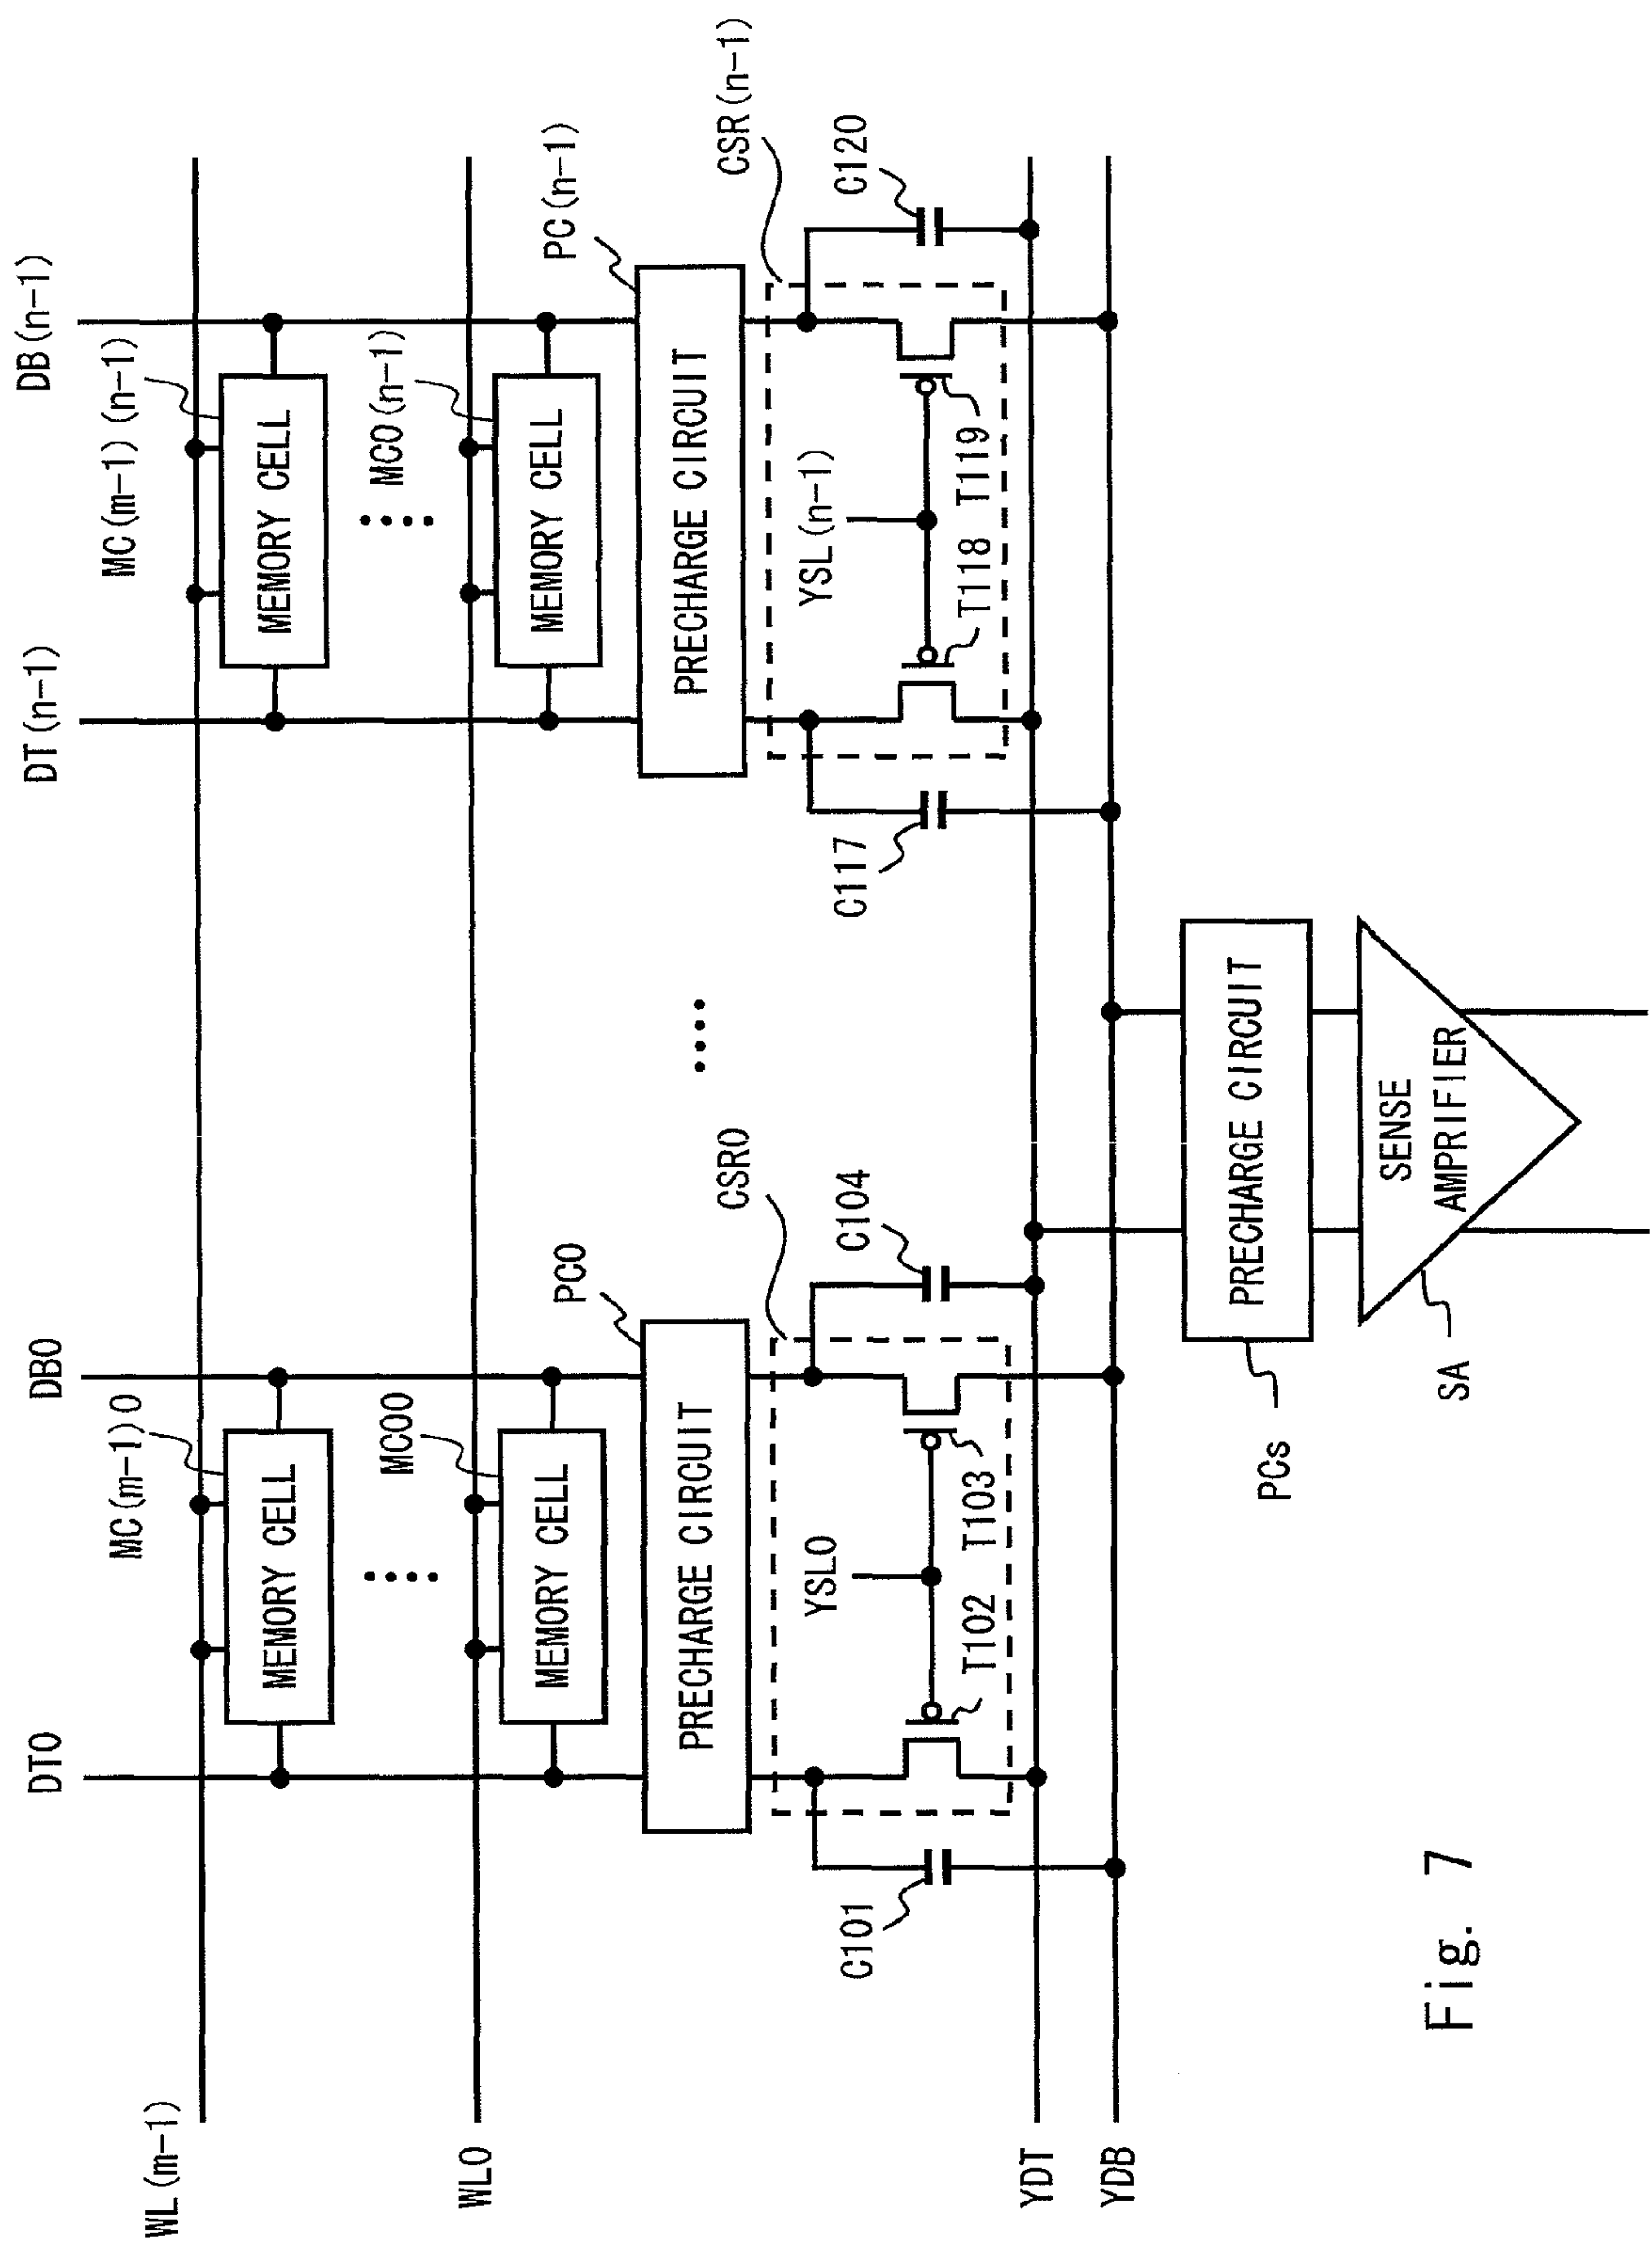 DT0
DB0
DT(n-1)
DB(n-1)
WL(m-1)
MC(m-1)0
MC(m-1)(n-1)
MEMORY CELL
MEMORY CELL
MC00
MC0(n-1)
WL0
MEMORY CELL
MEMORY CELL
PC0
PC(n-1)
PRECHARGE CIRCUIT
PRECHARGE CIRCUIT
CSR0
CSR(n-1)
YSL0
YSL(n-1)
C101
C104
C117
C120
T102
T103
T118
T119
YDT
YDB
PRECHARGE CIRCUIT
PCs
SENSE
AMPRIFIER
SA
Fig. 7